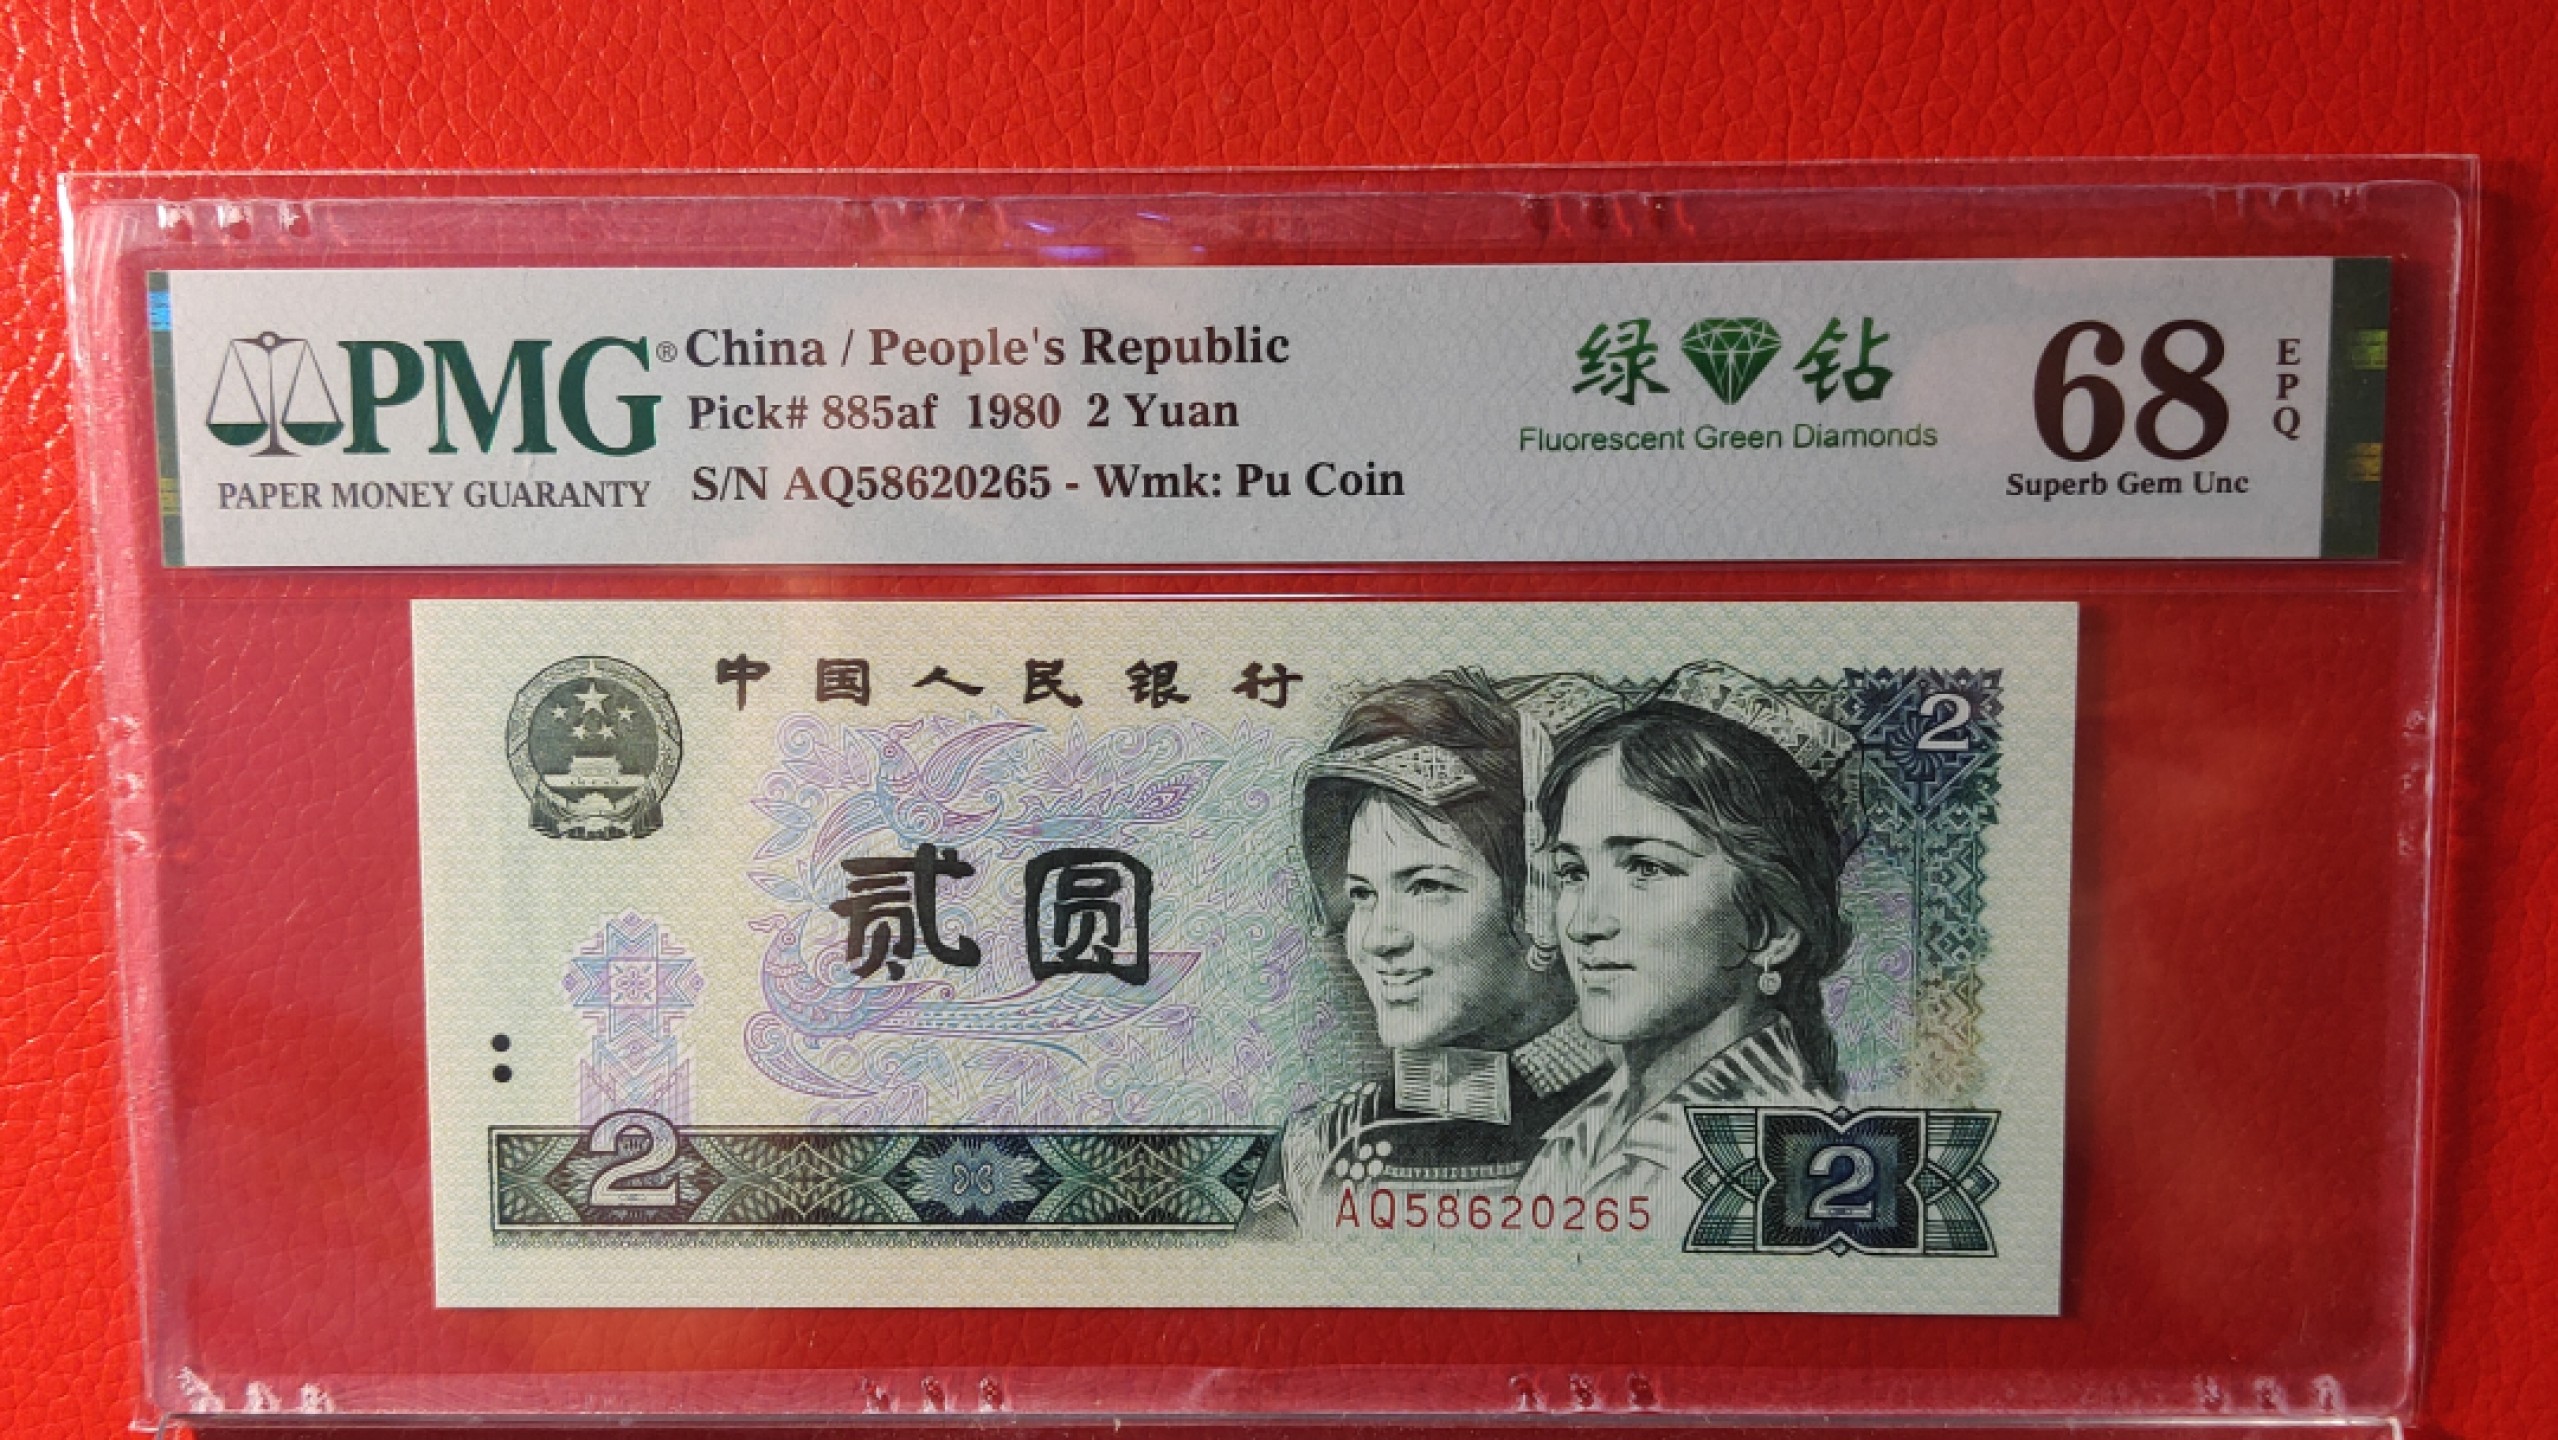 PMG®
PAPER MONEY GUARANTY
China / People's Republic
Pick# 885af 1980 2 Yuan
S/N AQ58620265 - Wmk: Pu Coin
绿 钻
Fluorescent Green Diamonds
68
EPQ
Superb Gem Unc
中国人民银行
2
贰圆
2
AQ58620265
2